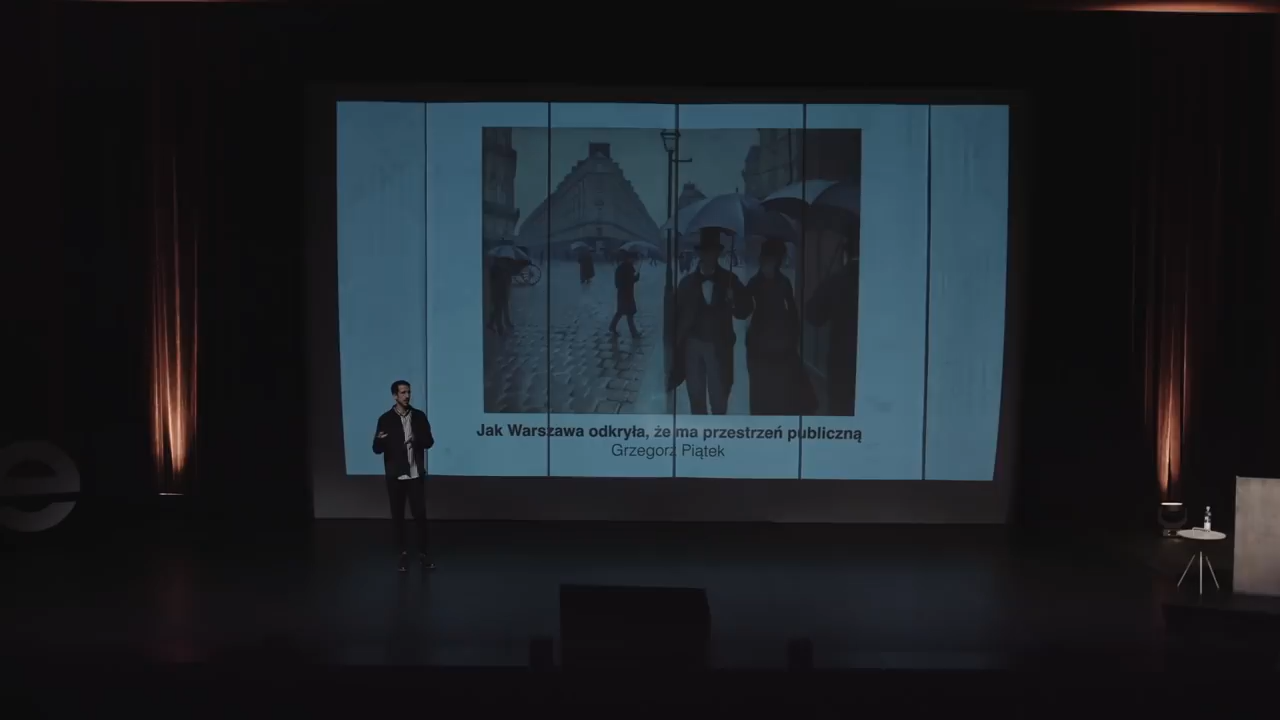 Jak Warszawa odkryła, że ma przestrzeń publiczną
Grzegorz Piątek
e